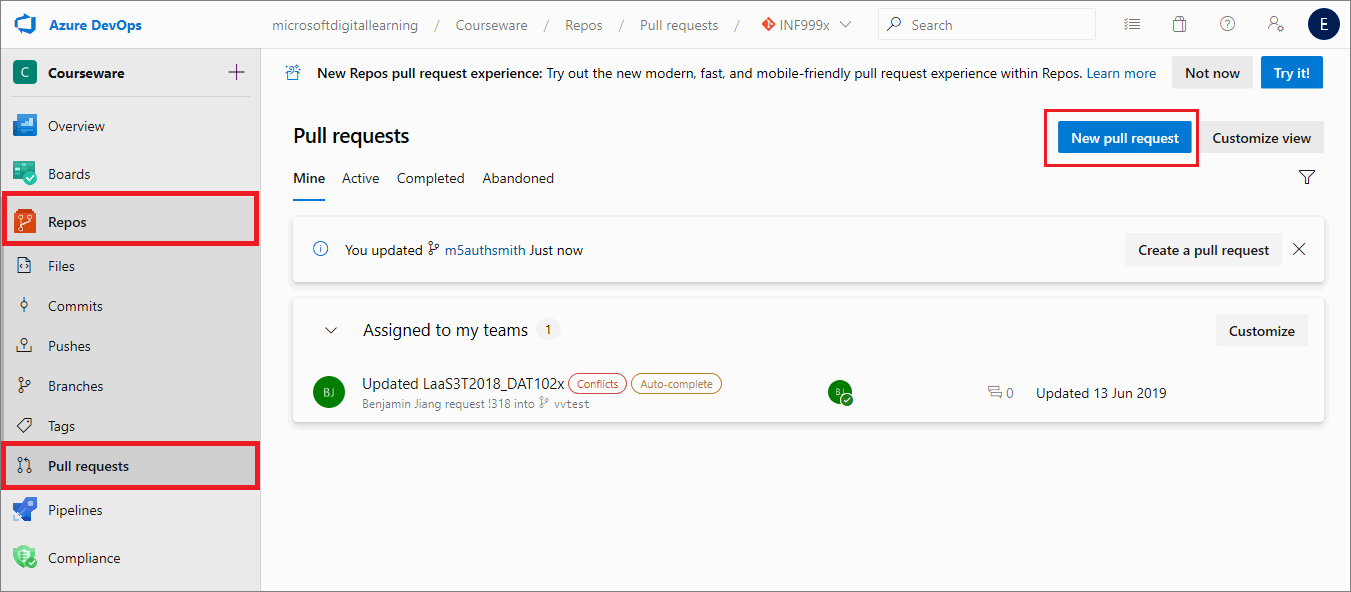 Azure DevOps
microsoftdigitallearning / Courseware / Repos / Pull requests / INF999x
Search
E
C Courseware
Overview
Boards
Repos
Files
Commits
Pushes
Branches
Tags
Pull requests
Pipelines
Compliance
New Repos pull request experience: Try out the new modern, fast, and mobile-friendly pull request experience within Repos. Learn more
Not now
Try it!
Pull requests
New pull request
Customize view
Mine Active Completed Abandoned
You updated m5authsmith Just now
Create a pull request
Assigned to my teams 1
Customize
BJ
Updated LaaS3T2018_DAT102x Conflicts Auto-complete
Benjamin Jiang request !318 into vvtest
BJ
0
Updated 13 Jun 2019